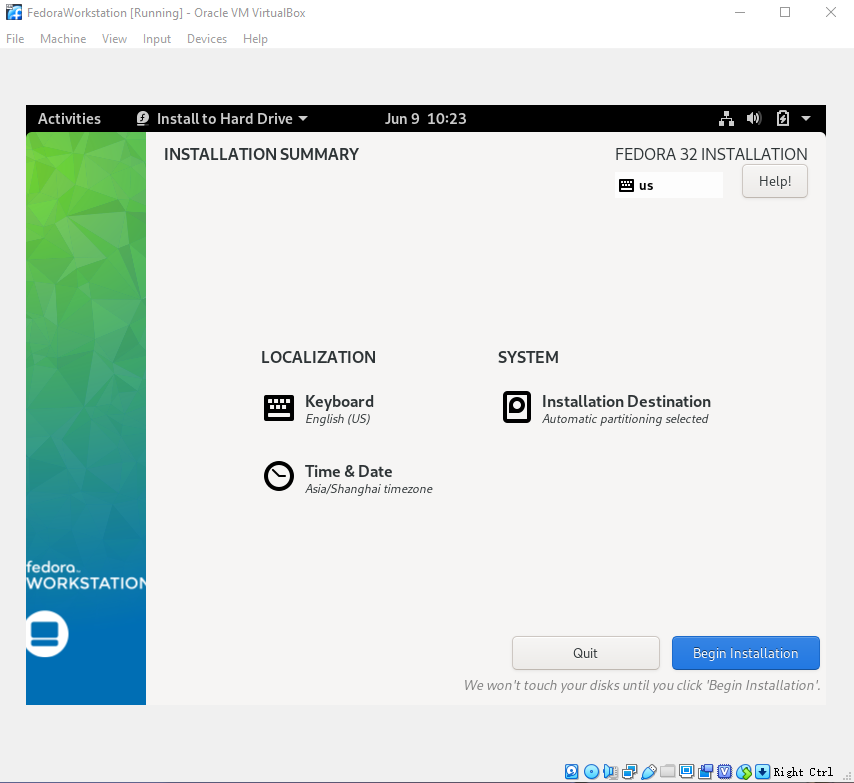 FedoraWorkstation [Running] - Oracle VM VirtualBox
File Machine View Input Devices Help
Activities Install to Hard Drive Jun 9 10:23
INSTALLATION SUMMARY
FEDORA 32 INSTALLATION
us
Help!
LOCALIZATION
SYSTEM
Keyboard
English (US)
Installation Destination
Automatic partitioning selected
Time & Date
Asia/Shanghai timezone
fedora
WORKSTATION
Quit
Begin Installation
We won't touch your disks until you click 'Begin Installation'.
Right Ctrl